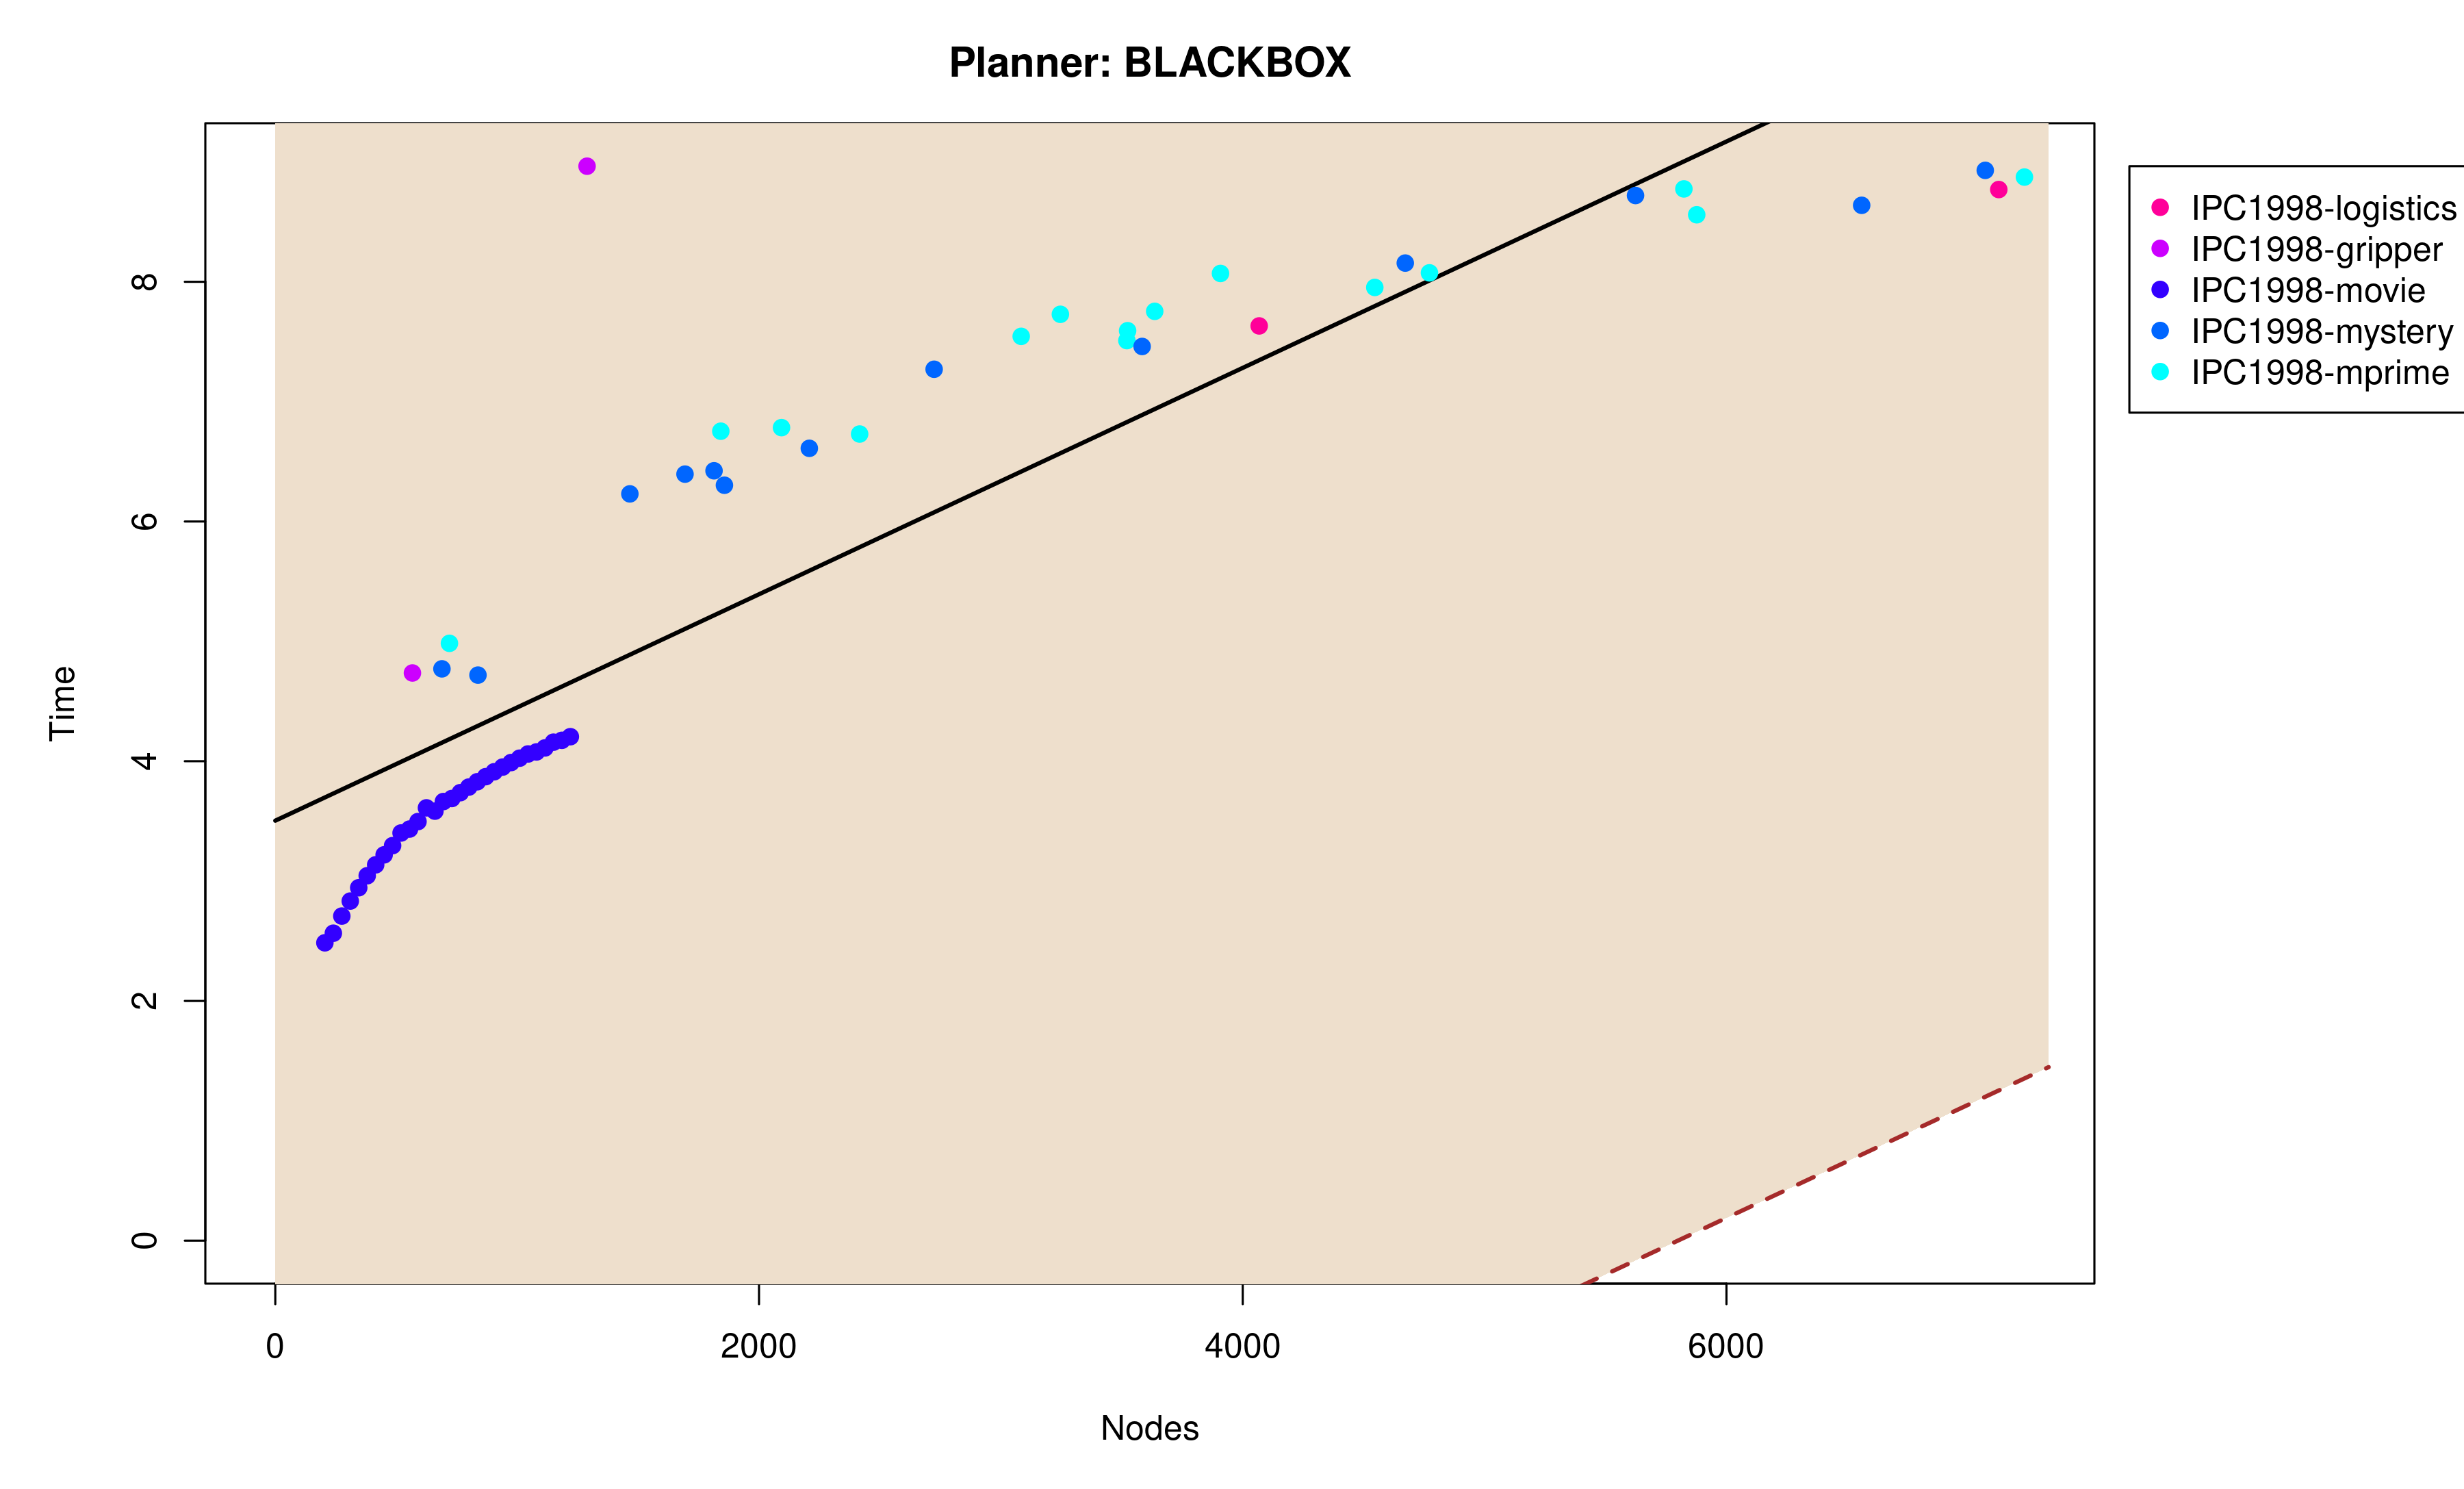 Planner: BLACKBOX
IPC1998-logistics
IPC1998-gripper
IPC1998-movie
IPC1998-mystery
IPC1998-mprime
Time
8
6
4
2
0
0 2000 4000 6000
Nodes